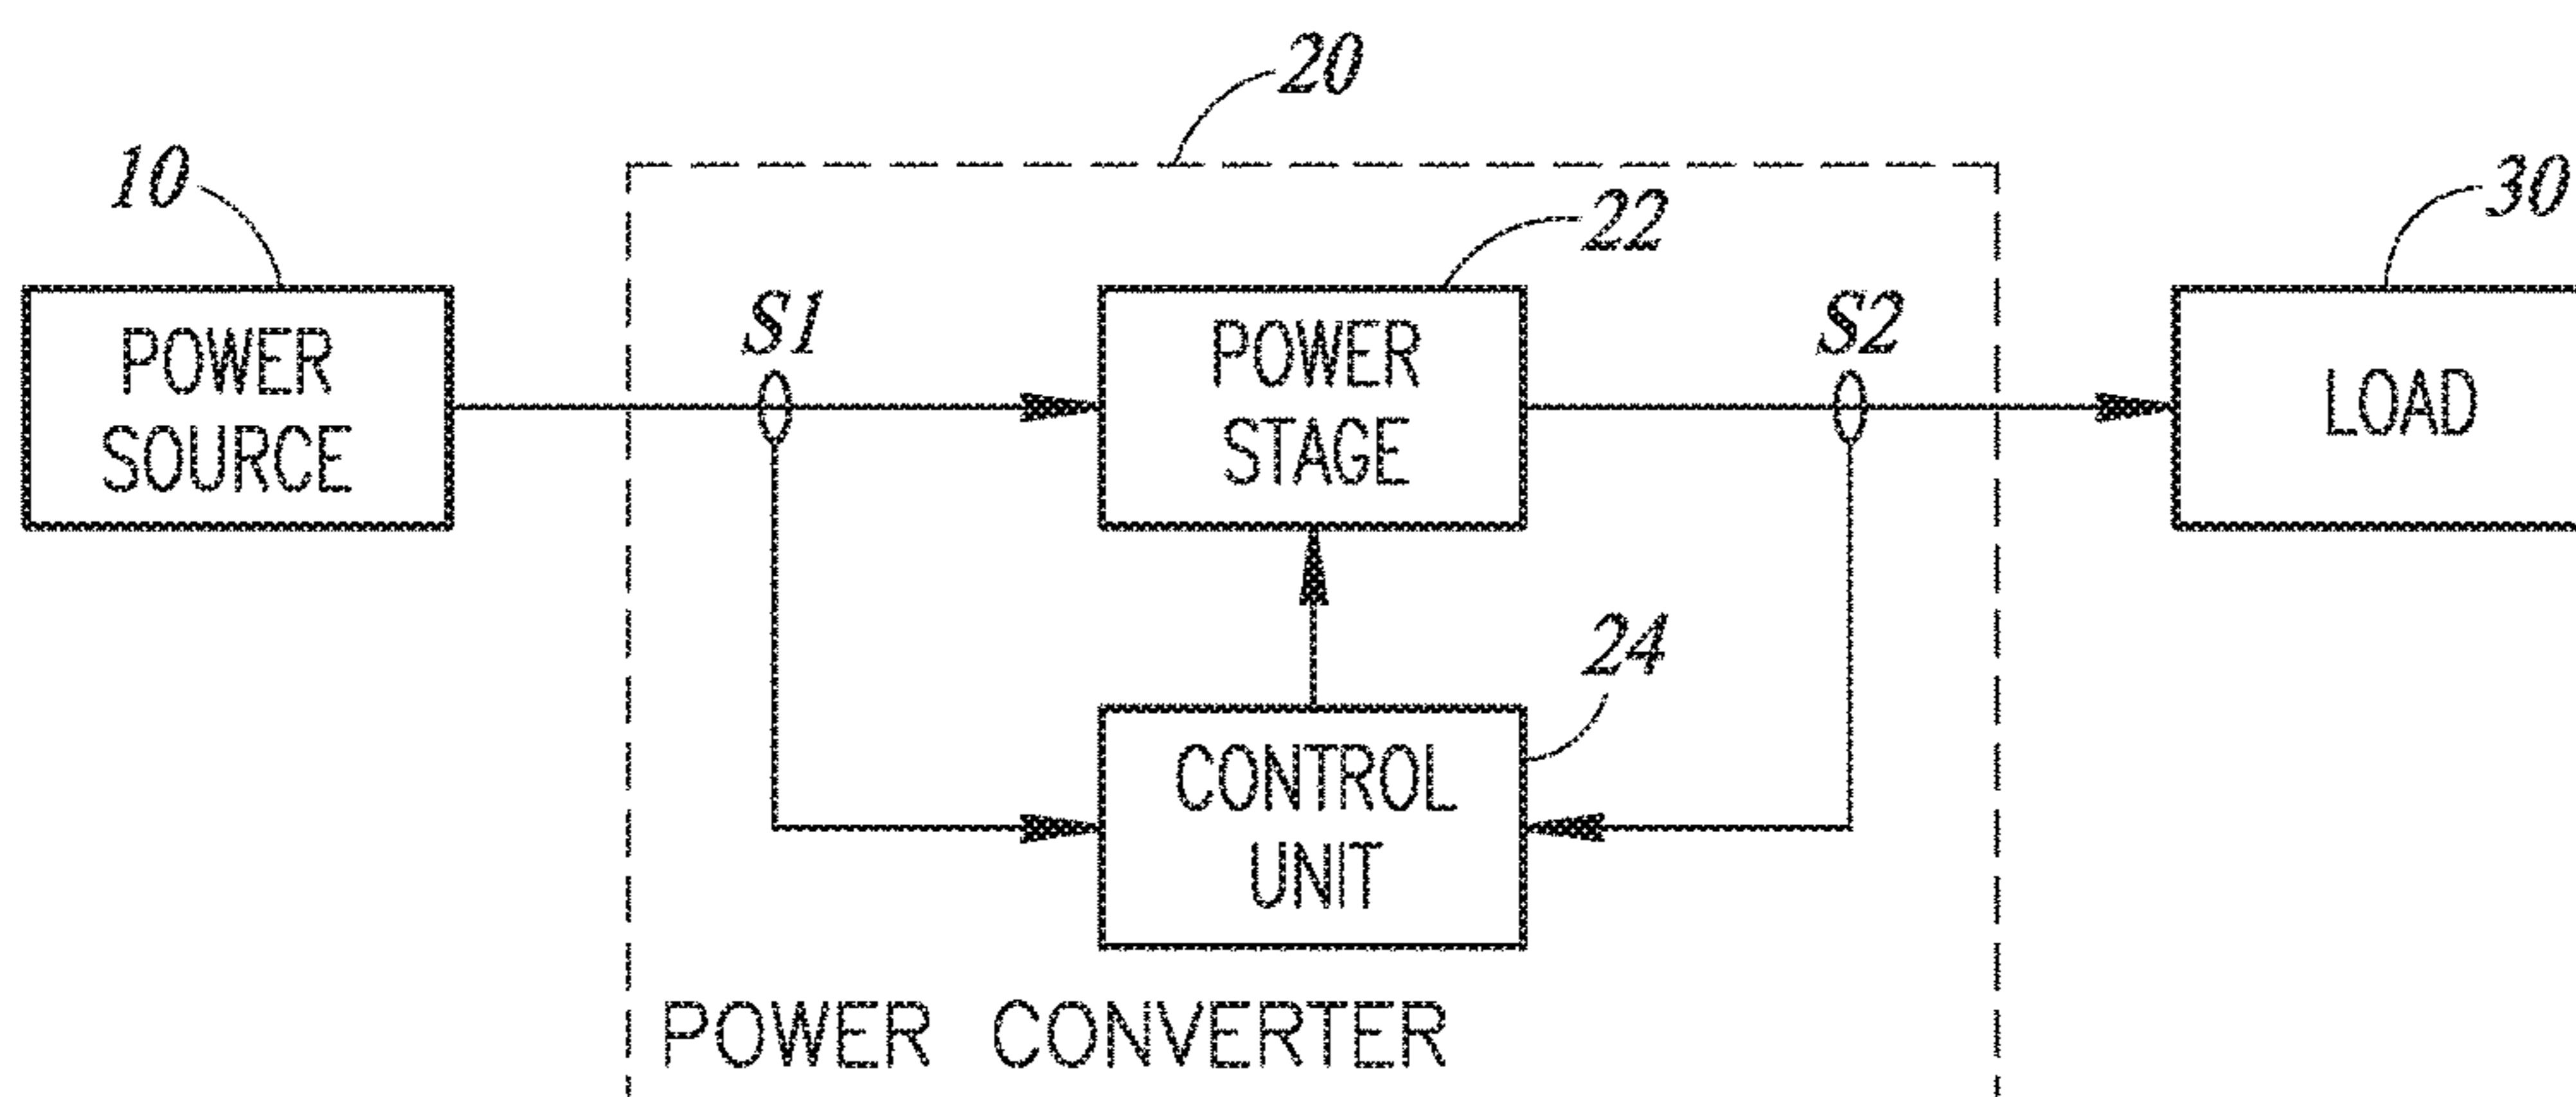 20
10
22
30
S1
S2
POWER
SOURCE
POWER
STAGE
LOAD
24
CONTROL
UNIT
POWER CONVERTER